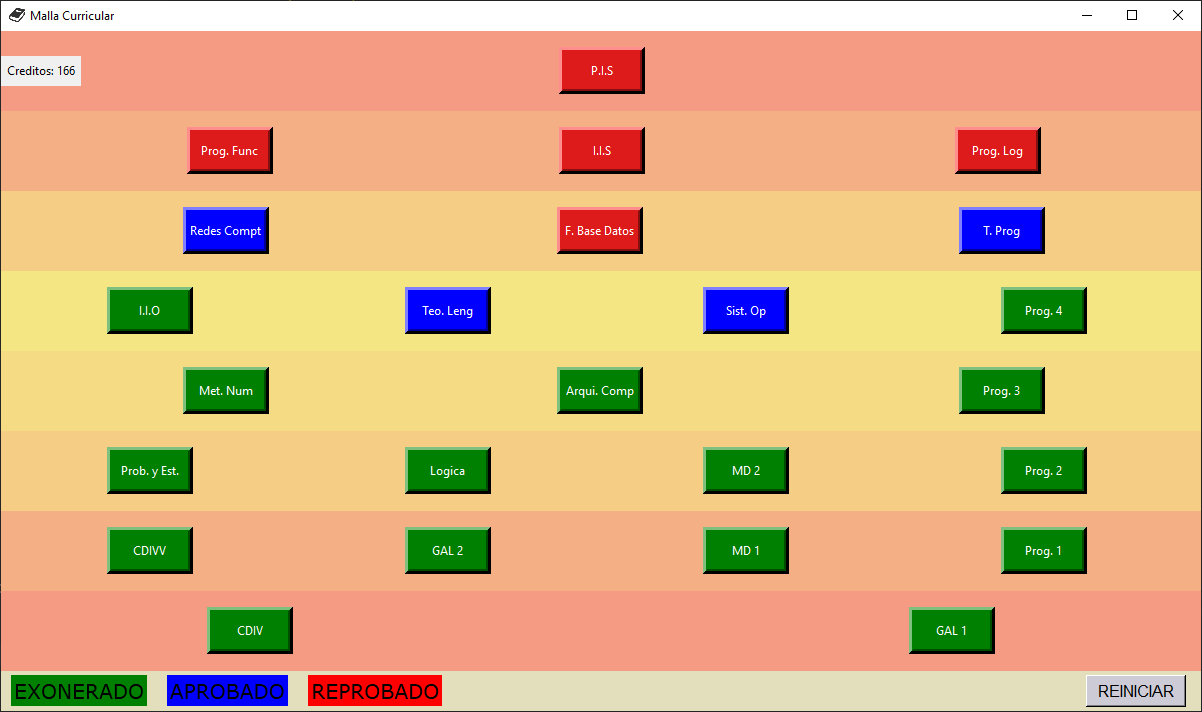 Malla Curricular
Creditos: 166
P.I.S
Prog. Func
I.I.S
Prog. Log
Redes Compt
F. Base Datos
T. Prog
I.I.O
Teo. Leng
Sist. Op
Prog. 4
Met. Num
Arqui. Comp
Prog. 3
Prob. y Est.
Logica
MD 2
Prog. 2
CDIVV
GAL 2
MD 1
Prog. 1
CDIV
GAL 1
EXONERADO
APROBADO
REPROBADO
REINICIAR